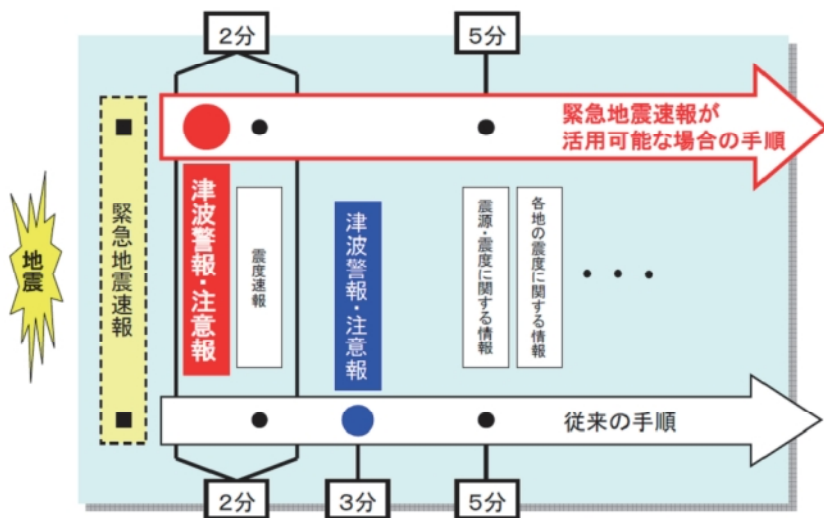 2分
5分
緊急地震速報が
活用可能な場合の手順
地震
緊急地震速報
津波警報・注意報
震度速報
津波警報・注意報
震源・震度に関する情報
各地の震度に関する情報
・・・
従来の手順
2分
3分
5分